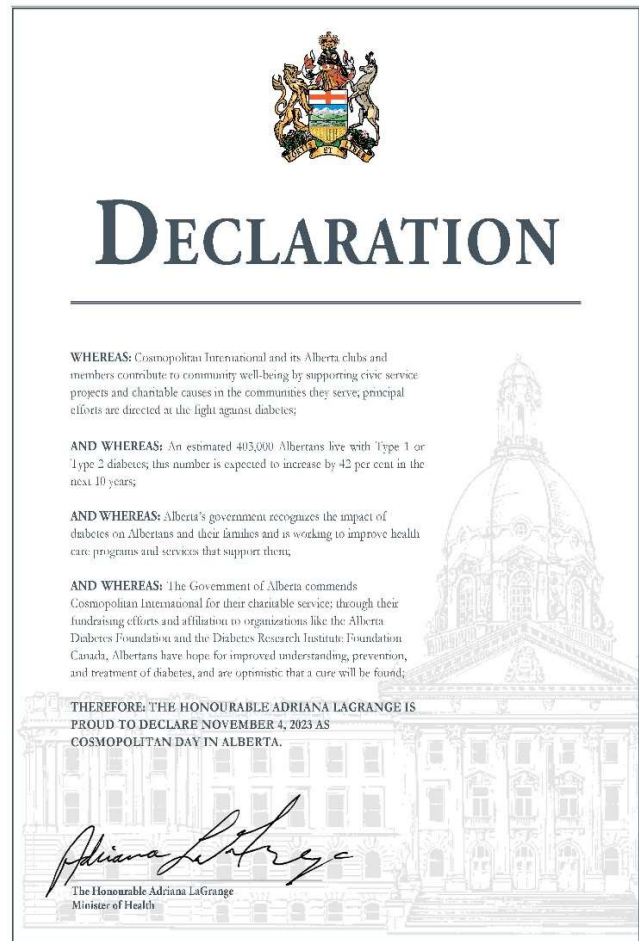 FORTIS ET LIBER
DECLARATION
WHEREAS: Cosmopolitan International and its Alberta clubs and
members contribute to community well-being by supporting civic service
projects and charitable causes in the communities they serve; principal
efforts are directed at the fight against diabetes;
AND WHEREAS: An estimated 403,000 Albertans live with Type 1 or
Type 2 diabetes; this number is expected to increase by 42 per cent in the
next 10 years;
AND WHEREAS: Alberta's government recognizes the impact of
diabetes on Albertans and their families and is working to improve health
care programs and services that support them;
AND WHEREAS: The Government of Alberta commends
Cosmopolitan International for their charitable service; through their
fundraising efforts and affiliation to organizations like the Alberta
Diabetes Foundation and the Diabetes Research Institute Foundation
Canada, Albertans have hope for improved understanding, prevention,
and treatment of diabetes, and are optimistic that a cure will be found;
THEREFORE: THE HONOURABLE ADRIANA LAGRANGE IS
PROUD TO DECLARE NOVEMBER 4, 2023 AS
COSMOPOLITAN DAY IN ALBERTA.
Adriana LaGrange
The Honourable Adriana LaGrange
Minister of Health